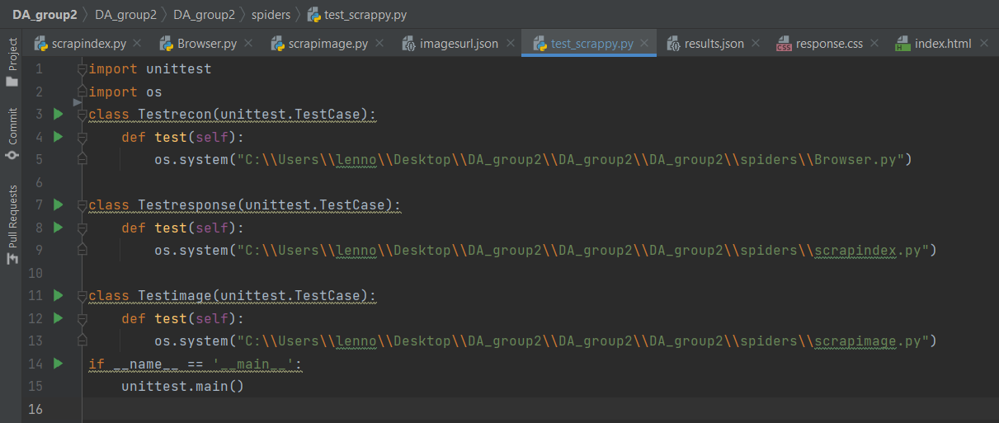 DA_group2 DA_group2 DA_group2 spiders test_scrappy.py
scrapindex.py Browser.py scrapimage.py imagesurl.json test_scrappy.py results.json response.css index.html
Project
Commit
Pull Requests
1 import unittest
2 import os
3 class Testrecon(unittest.TestCase):
4     def test(self):
5         os.system("C:\\Users\\lenno\\Desktop\\DA_group2\\DA_group2\\DA_group2\\spiders\\Browser.py")
6
7 class Testresponse(unittest.TestCase):
8     def test(self):
9         os.system("C:\\Users\\lenno\\Desktop\\DA_group2\\DA_group2\\DA_group2\\spiders\\scrapindex.py")
10
11 class Testimage(unittest.TestCase):
12     def test(self):
13         os.system("C:\\Users\\lenno\\Desktop\\DA_group2\\DA_group2\\DA_group2\\spiders\\scrapimage.py")
14 if __name__ == '__main__':
15     unittest.main()
16